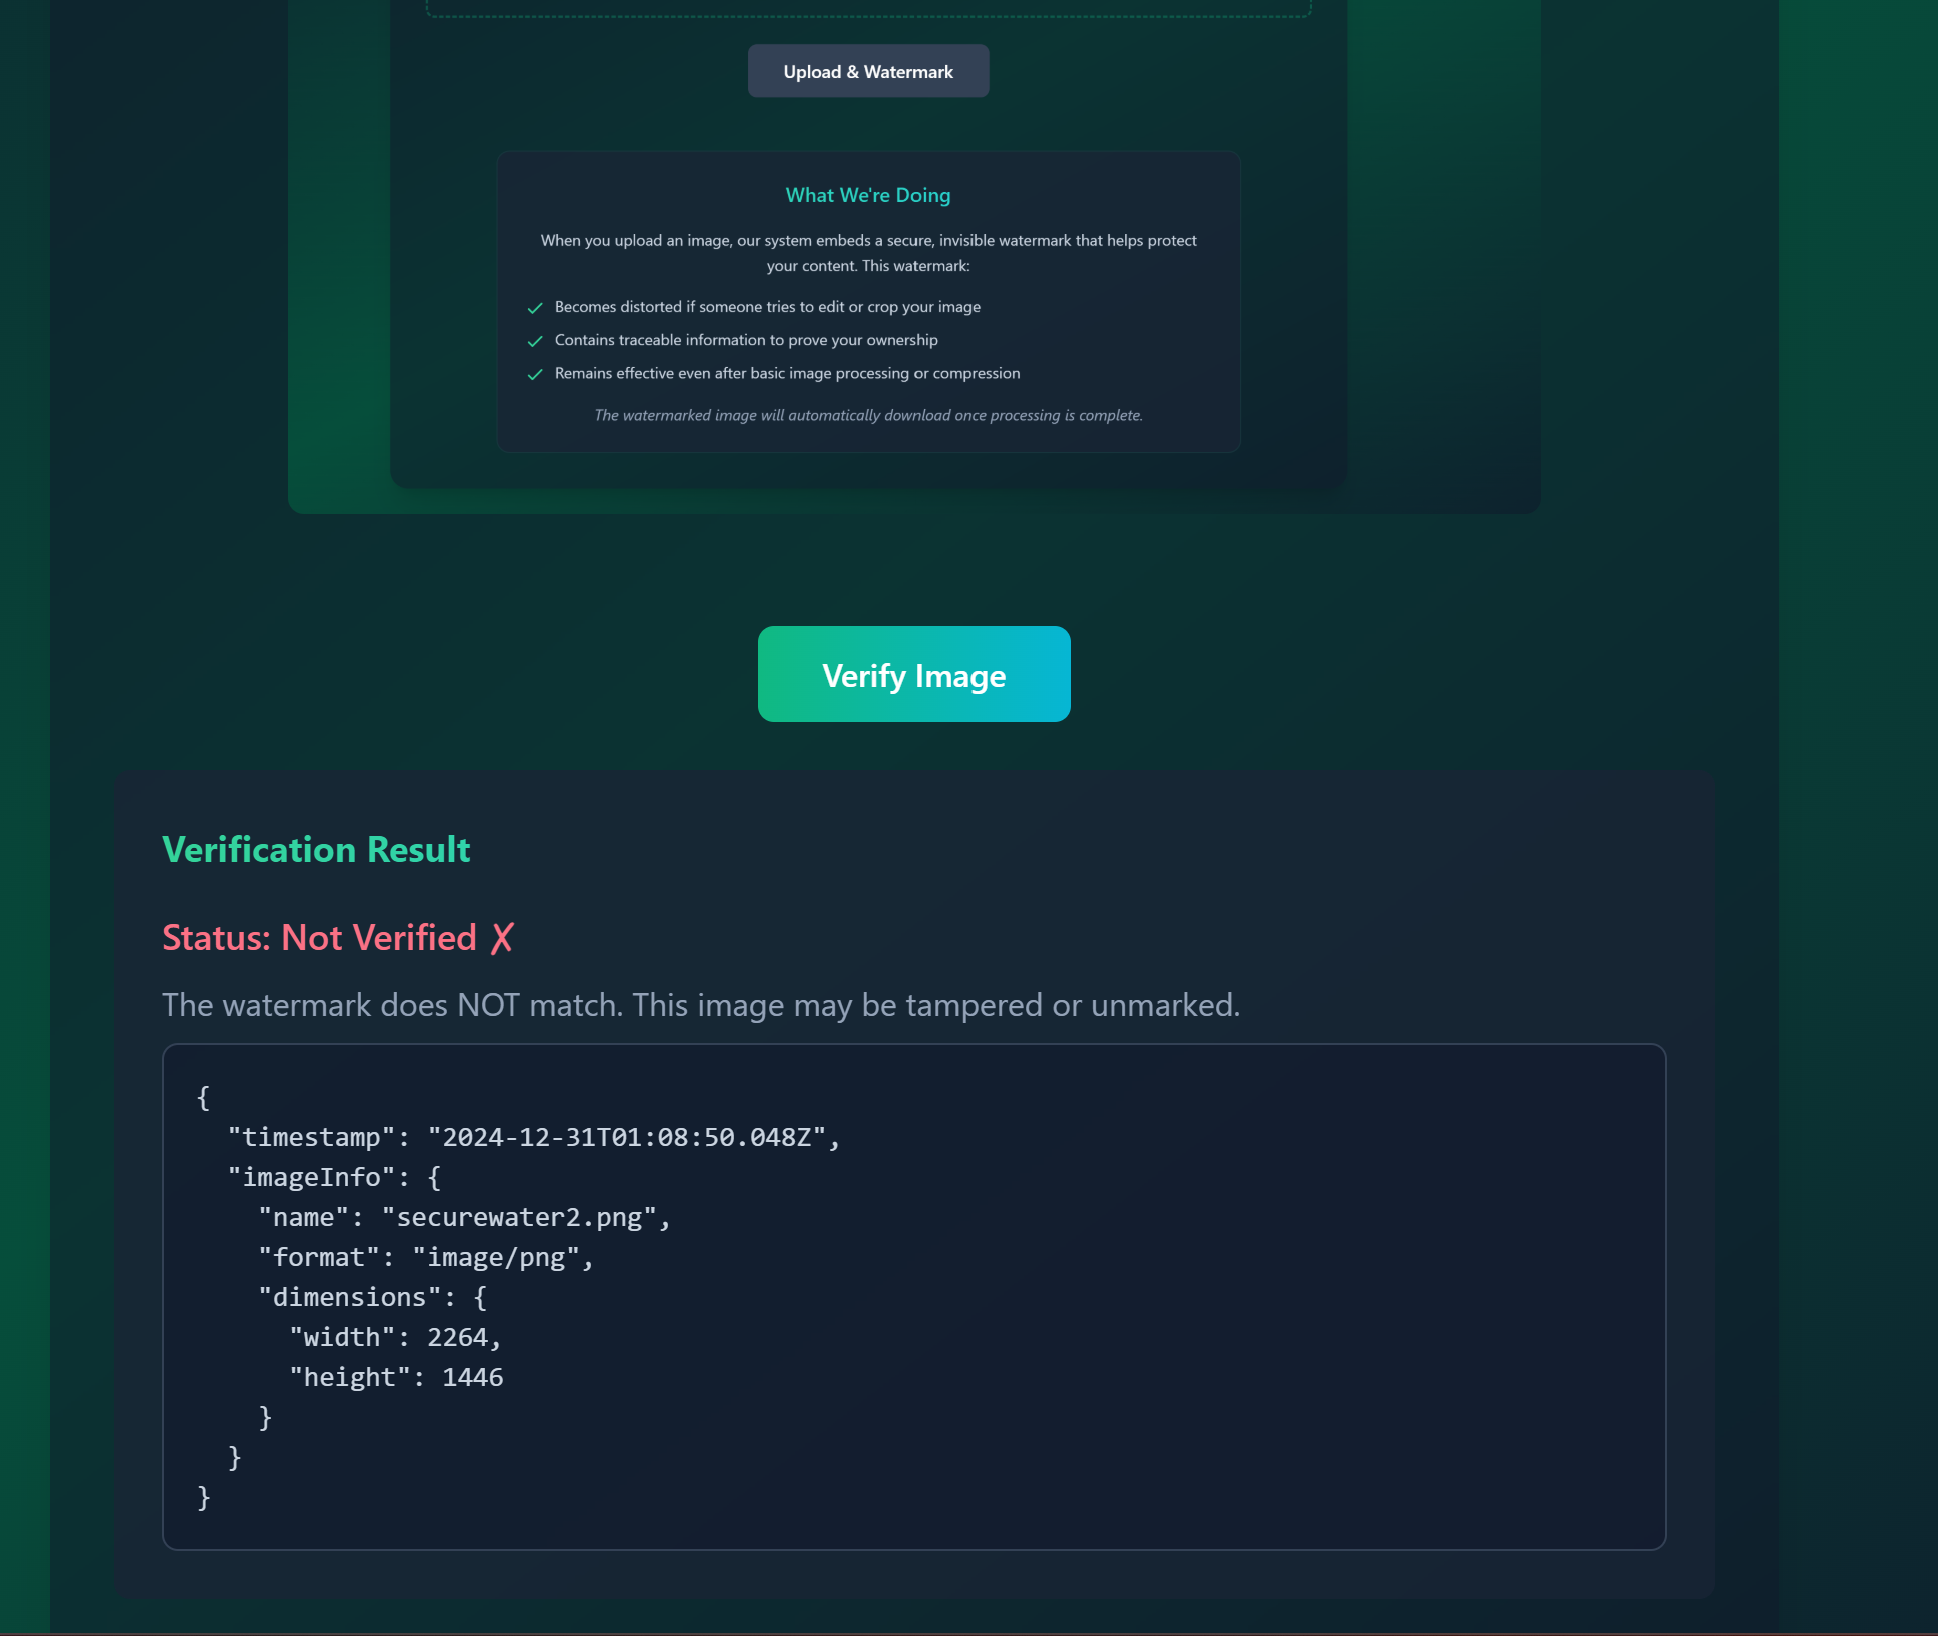 Upload & Watermark
What We're Doing
When you upload an image, our system embeds a secure, invisible watermark that helps protect
your content. This watermark:
Becomes distorted if someone tries to edit or crop your image
Contains traceable information to prove your ownership
Remains effective even after basic image processing or compression
The watermarked image will automatically download once processing is complete.
Verify Image
Verification Result
Status: Not Verified ✗
The watermark does NOT match. This image may be tampered or unmarked.
{
  "timestamp": "2024-12-31T01:08:50.048Z",
  "imageInfo": {
    "name": "securewater2.png",
    "format": "image/png",
    "dimensions": {
      "width": 2264,
      "height": 1446
    }
  }
}